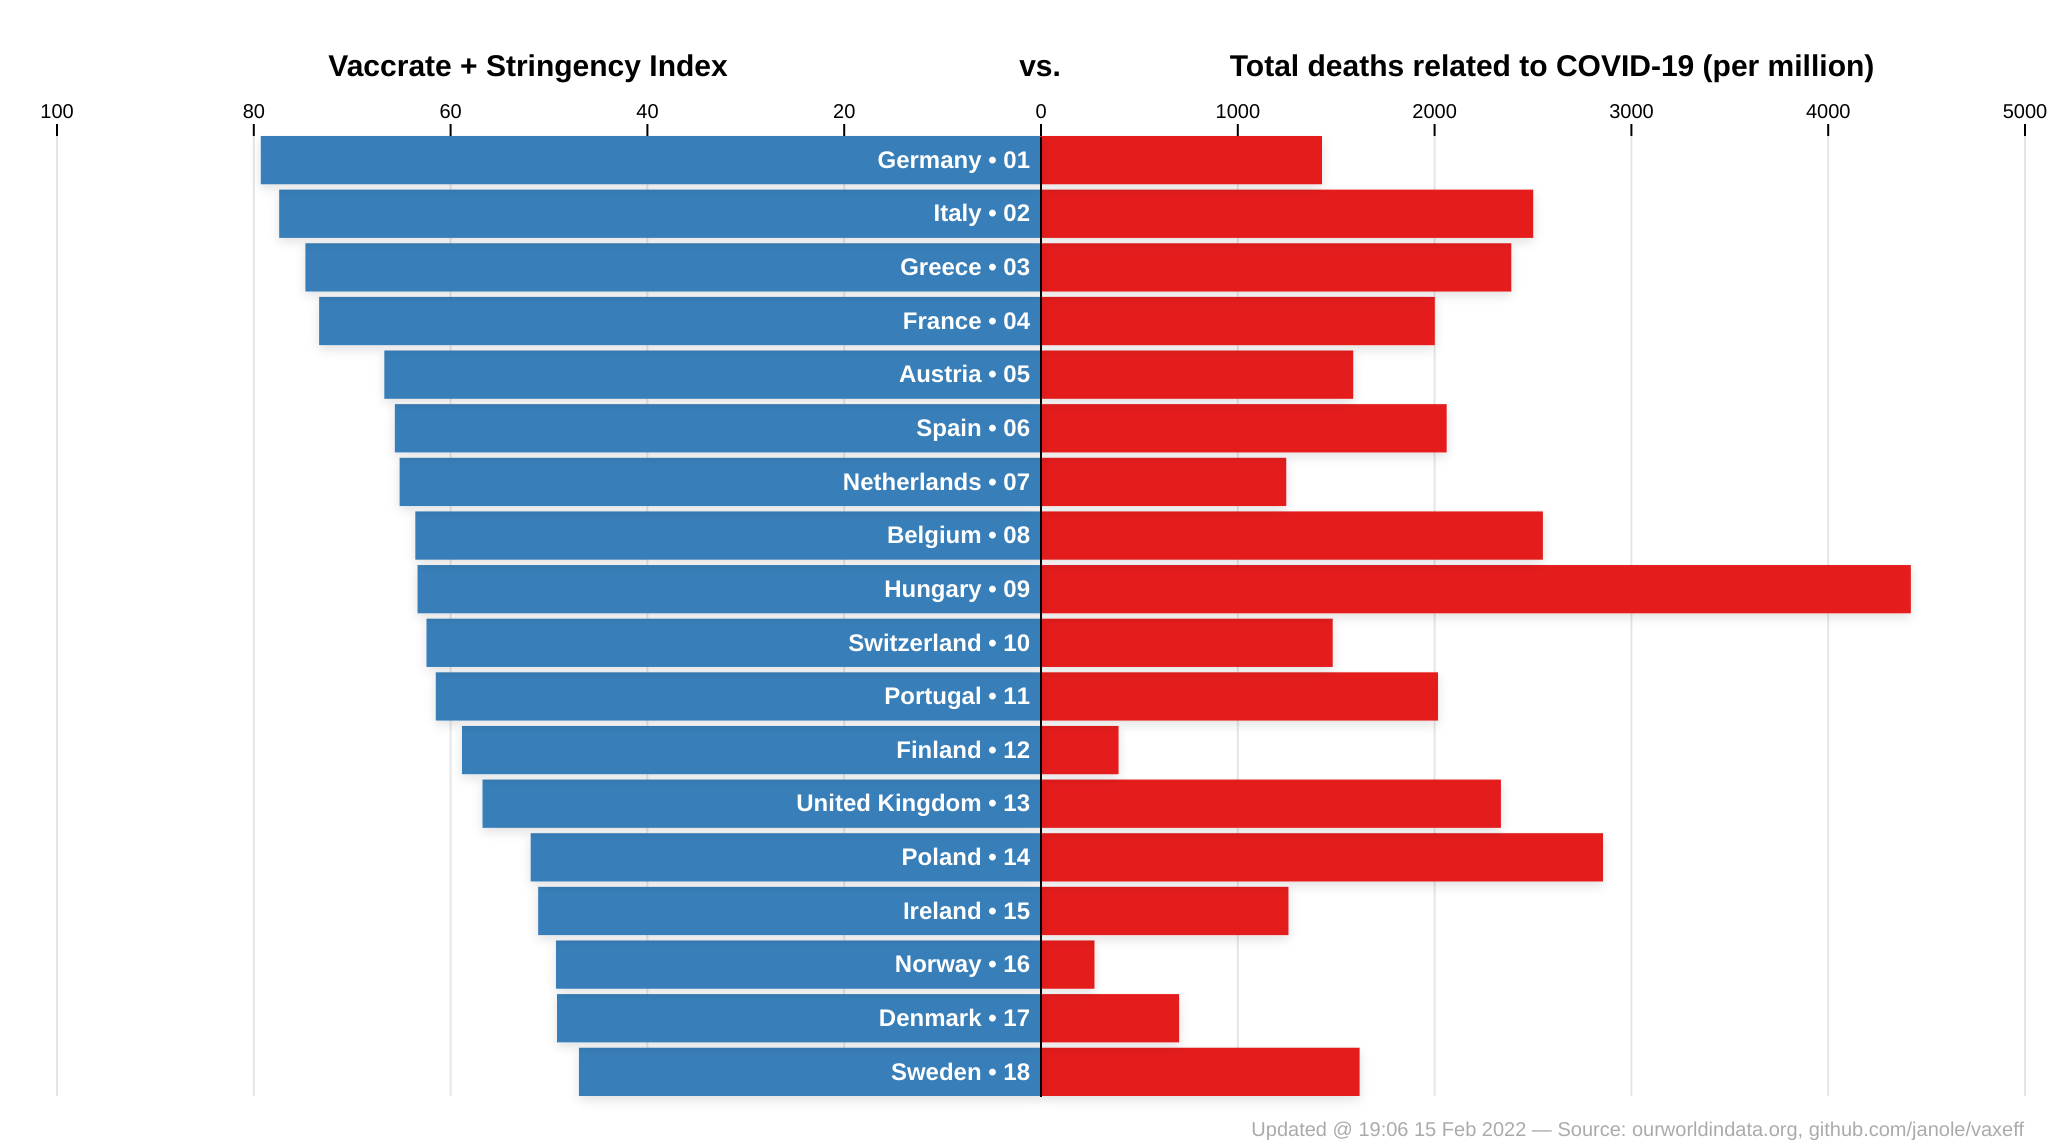 Vaccrate + Stringency Index vs. Total deaths related to COVID-19 (per million)
100 80 60 40 20 0 1000 2000 3000 4000 5000
Germany • 01
Italy • 02
Greece • 03
France • 04
Austria • 05
Spain • 06
Netherlands • 07
Belgium • 08
Hungary • 09
Switzerland • 10
Portugal • 11
Finland • 12
United Kingdom • 13
Poland • 14
Ireland • 15
Norway • 16
Denmark • 17
Sweden • 18
Updated @ 19:06 15 Feb 2022 — Source: ourworldindata.org, github.com/janole/vaxeff